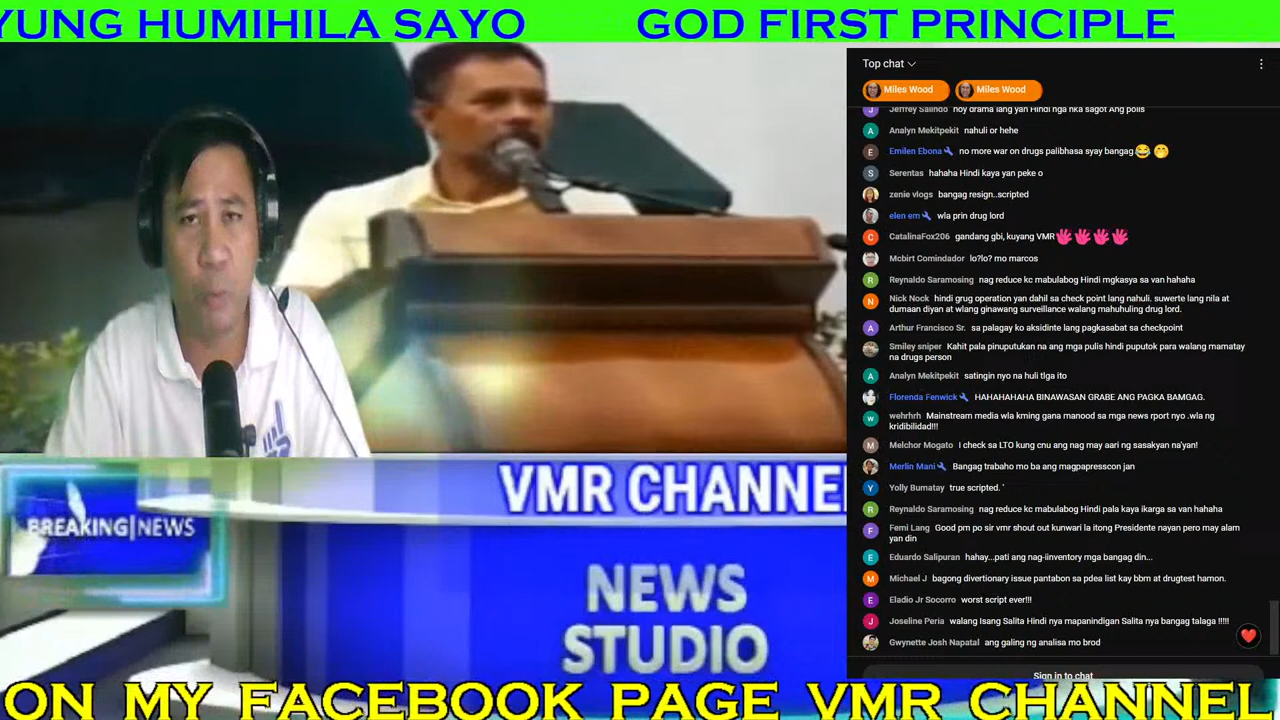 YUNG HUMIHILA SAYO GOD FIRST PRINCIPLE
Top chat
Miles Wood Miles Wood
Jeffrey Salindo noy drama lang yan Hindi nga nka sagot Ang polis
Analyn Mekitpekit nahuli or hehe
Emilen Ebona no more war on drugs palibhasa syay bangag😂🤭
Serentas hahaha Hindi kaya yan peke o
zenie vlogs bangag resign..scripted
elen em wla prin drug lord
CatalinaFox206 gandang gbi, kuyang VMR
Mcbirt Comindador lo?lo? mo marcos
Reynaldo Saramosing nag reduce kc mabulabog Hindi mgkasya sa van hahaha
Nick Nock hindi grug operation yan dahil sa check point lang nahuli. suwerte lang nila at
dumaan diyan at wlang ginawang surveillance walang mahuhuling drug lord.
Arthur Francisco Sr. sa palagay ko aksidinte lang pagkasabat sa checkpoint
Smiley sniper Kahit pala pinuputukan na ang mga pulis hindi puputok para walang mamatay
na drugs person
Analyn Mekitpekit satingin nyo na huli tlga ito
Florenda Fenwick HAHAHAHAHA BINAWASAN GRABE ANG PAGKA BAMGAG.
wehrhrh Mainstream media wla kming gana manood sa mga news rport nyo .wla ng
kridibilidad!!!
Melchor Mogato I check sa LTO kung cnu ang nag may aari ng sasakyan na'yan!
Merlin Mani Bangag trabaho mo ba ang magpapresscon jan
Yolly Bumatay true scripted. '
Reynaldo Saramosing nag reduce kc mabulabog Hindi pala kaya ikarga sa van hahaha
Femi Lang Good pm po sir vmr shout out kunwari la itong Presidente nayan pero may alam
yan din
Eduardo Salipuran hahay...pati ang nag-iinventory mga bangag din...
Michael J bagong divertionary issue pantabon sa pdea list kay bbm at drugtest hamon.
Eladio Jr Socorro worst script ever!!!
Joseline Peria walang Isang Salita Hindi nya mapanindigan Salita nya bangag talaga !!!!!
Gwynette Josh Napatal ang galing ng analisa mo brod
Sign in to chat
VMR CHANNEL
BREAKING|NEWS
NEWS
STUDIO
ON MY FACEBOOK PAGE VMR CHANNEL